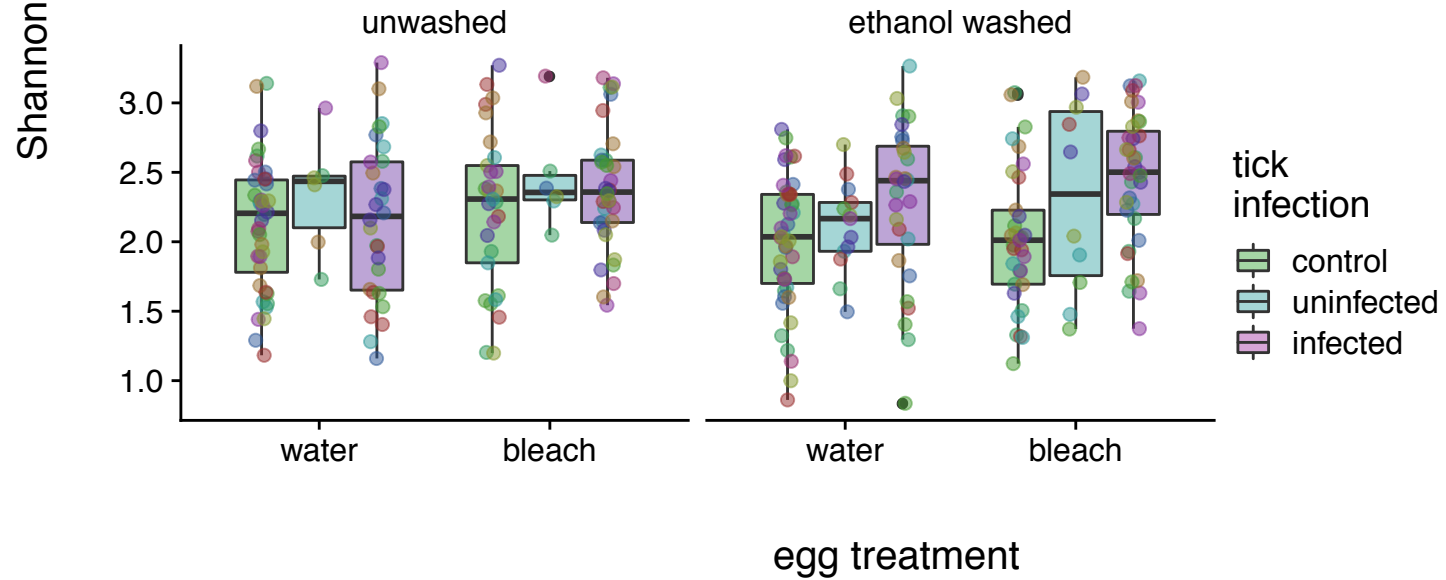 Shannon
unwashed
ethanol washed
3.0
2.5
2.0
1.5
1.0
water
bleach
water
bleach
egg treatment
tick
infection
control
uninfected
infected